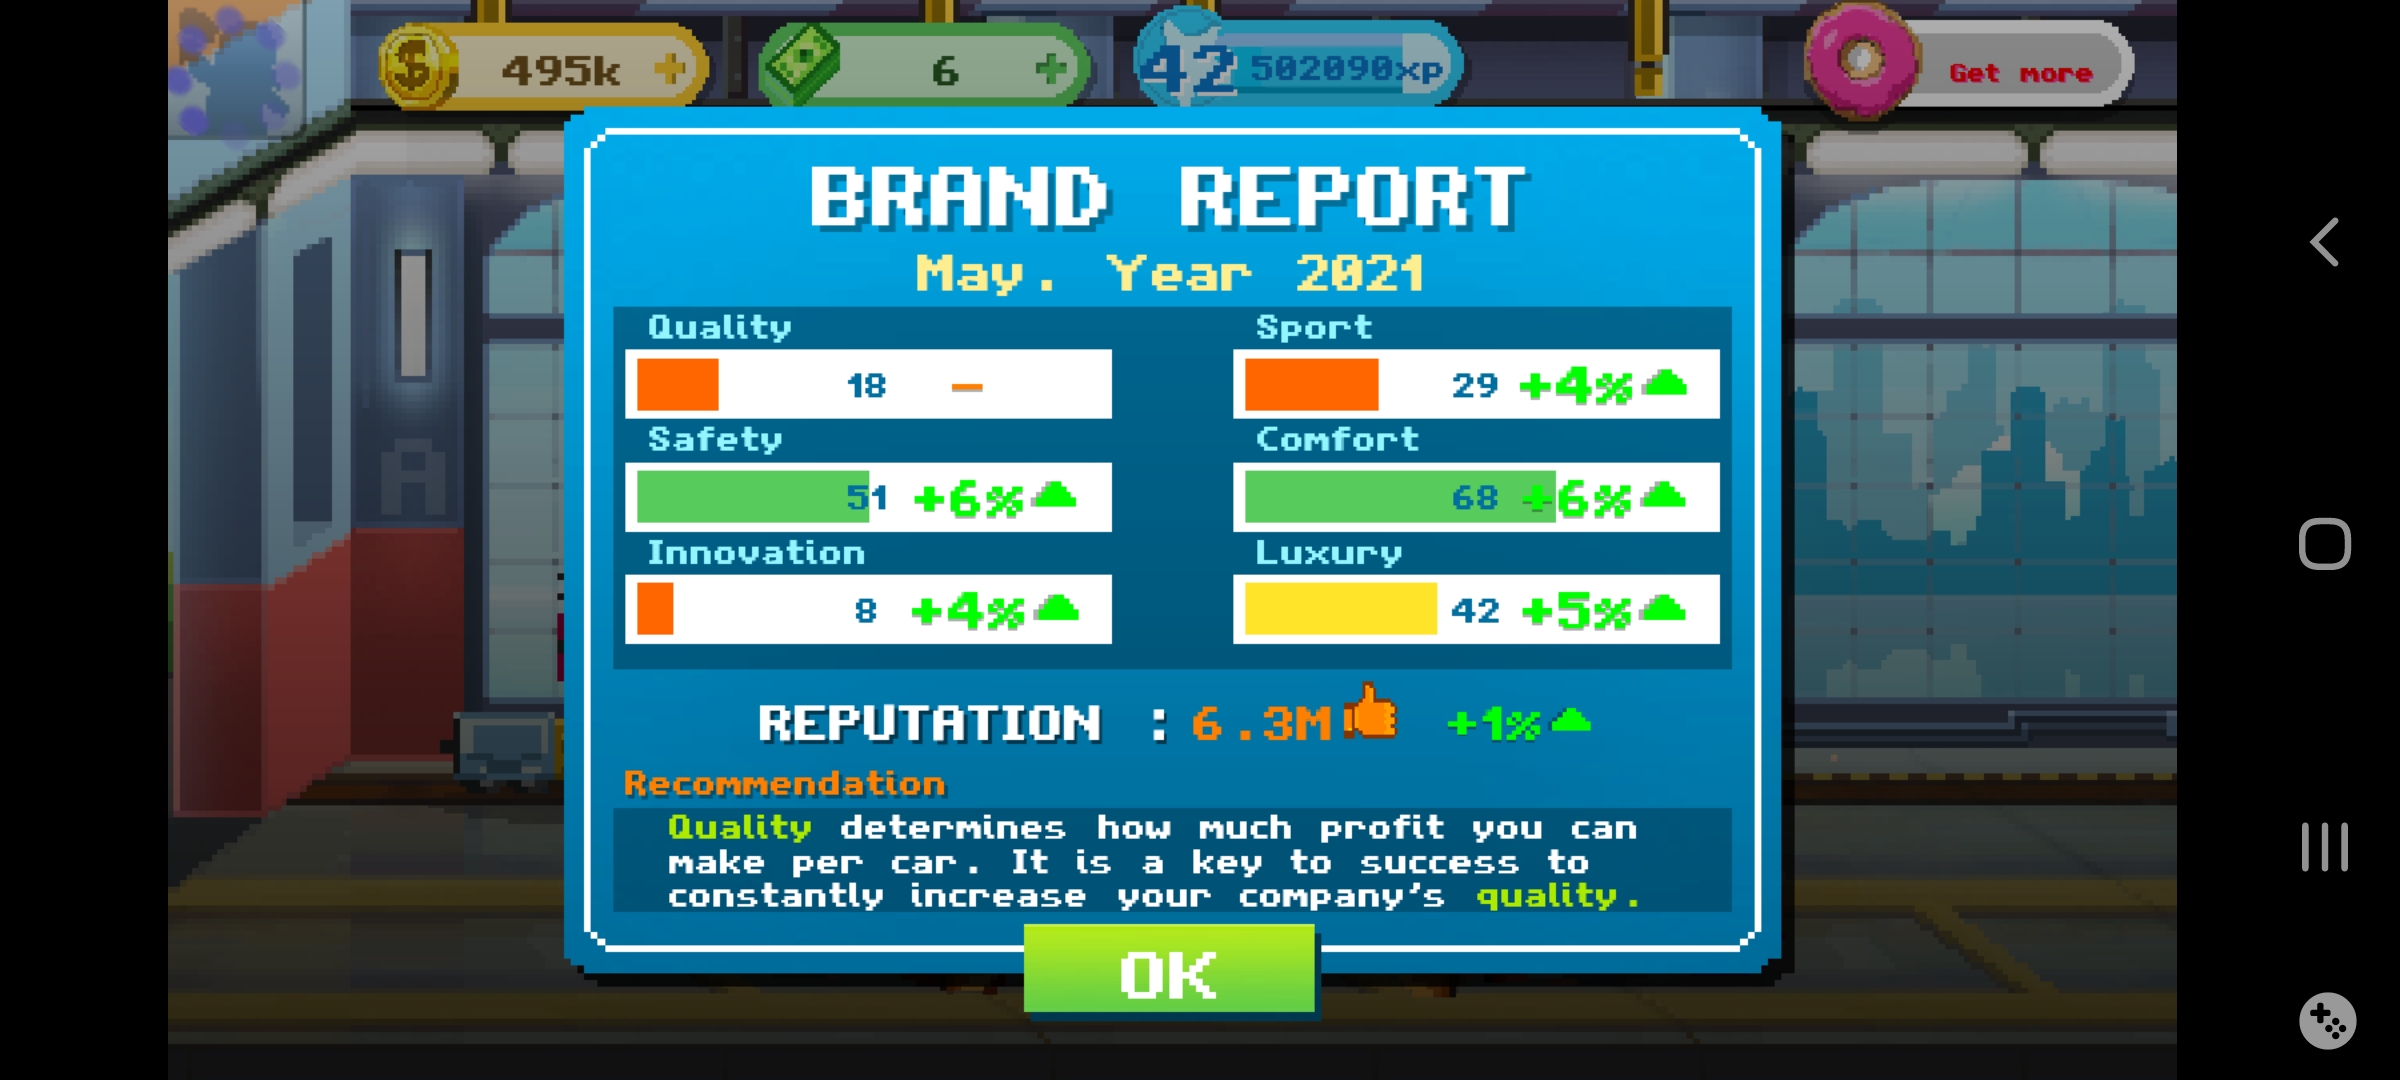 495k +
6 +
42 502090xp
Get more
BRAND REPORT
May. Year 2021
Quality
18 –
Sport
29 +4%
Safety
51 +6%
Comfort
68 +6%
Innovation
8 +4%
Luxury
42 +5%
REPUTATION : 6.3M +1%
Recommendation
Quality determines how much profit you can
make per car. It is a key to success to
constantly increase your company's quality.
OK
A